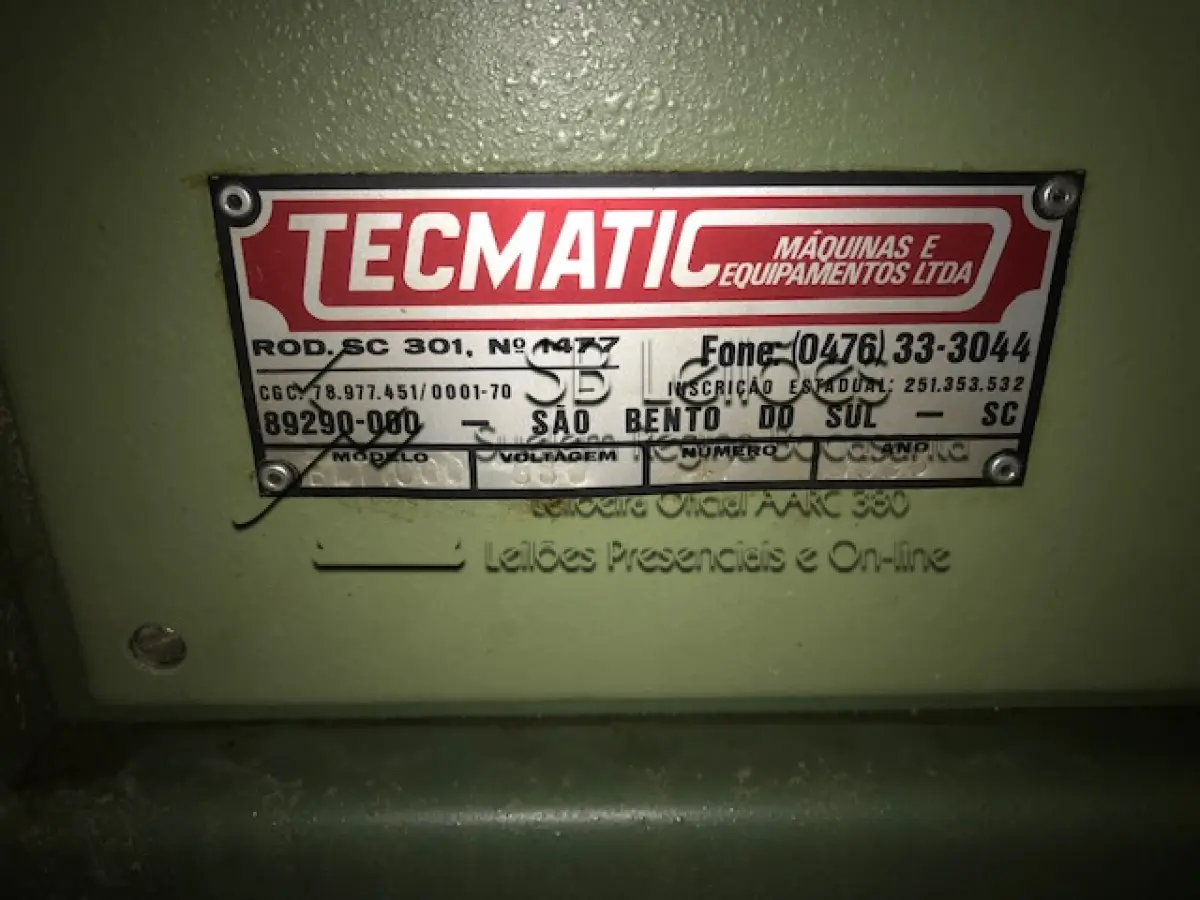 TECMATIC
MÁQUINAS E
EQUIPAMENTOS LTDA
ROD. SC 301, Nº 1477 Fone: (0476) 33-3044
CGC: 78.977.451/0001-70 INSCRIÇÃO ESTADUAL: 251.353.532
89290-000 — SÃO BENTO DO SUL — SC
MODELO VOLTAGEM NÚMERO ANO
380
SB Leilões
Leiloeira Oficial AARC 380
Leilões Presenciais e On-line